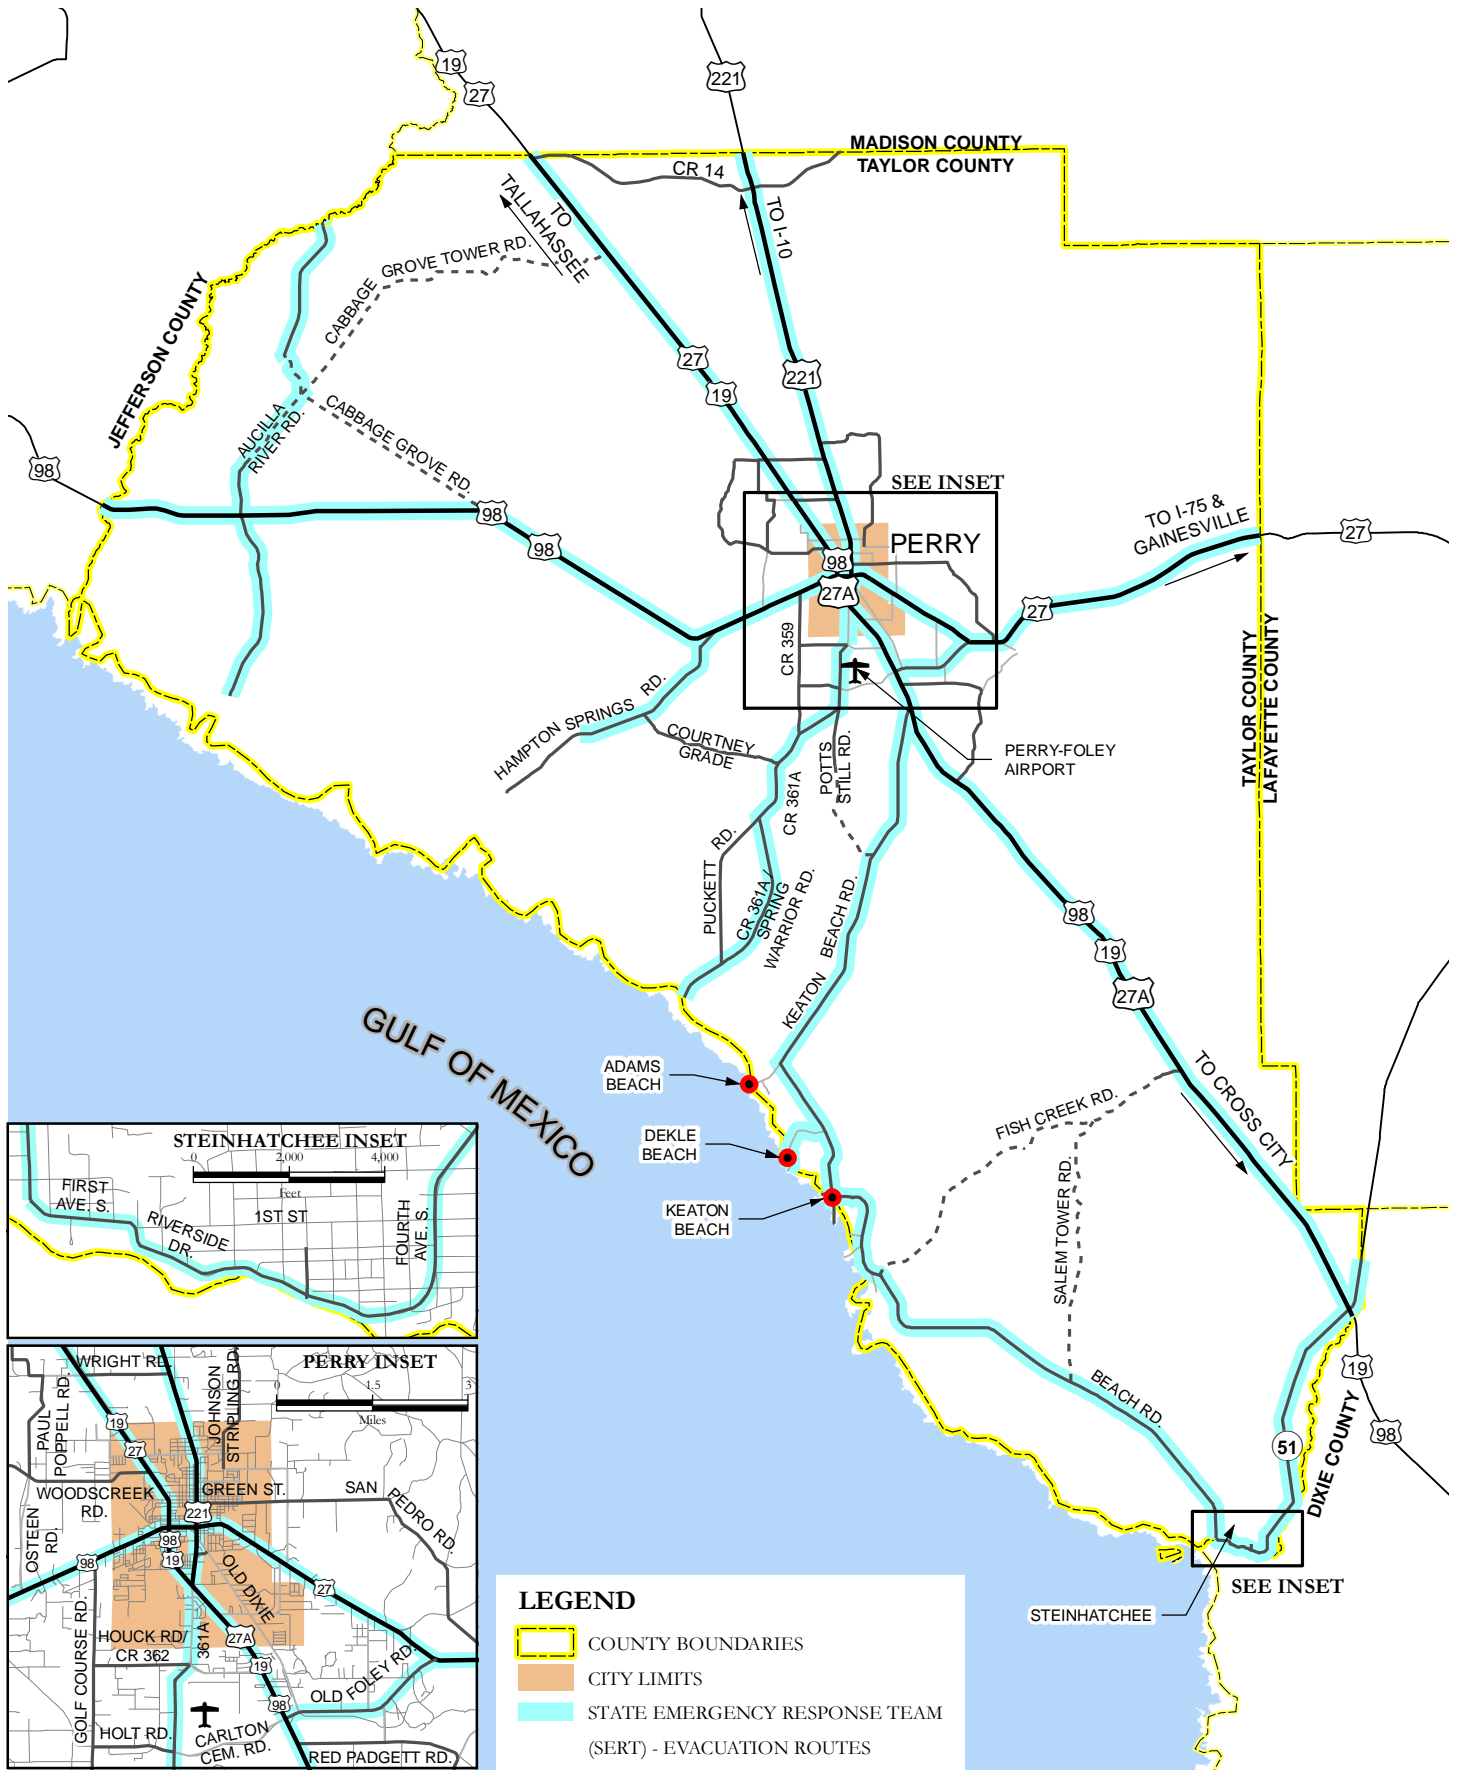 19
27
221
MADISON COUNTY
TAYLOR COUNTY
CR 14
TO
TALLAHASSEE
TO I-10
CABBAGE
GROVE TOWER RD.
JEFFERSON COUNTY
27
19
221
AUCILLA
RIVER RD.
CABBAGE GROVE RD.
98
98
98
SEE INSET
PERRY
98
27A
TO I-75 &
GAINESVILLE
27
27
CR 359
TAYLOR COUNTY
LAFAYETTE COUNTY
HAMPTON SPRINGS RD.
COURTNEY
GRADE
POTTS
STILL RD.
PERRY-FOLEY
AIRPORT
CR 361A
PUCKETT RD.
CR 361A /
SPRING
WARRIOR RD.
KEATON BEACH RD.
98
19
27A
GULF OF MEXICO
ADAMS
BEACH
DEKLE
BEACH
KEATON
BEACH
FISH CREEK RD.
SALEM TOWER RD.
TO CROSS CITY
BEACH RD.
19
98
51
DIXIE COUNTY
SEE INSET
STEINHATCHEE
STEINHATCHEE INSET
0 2,000 4,000
Feet
FIRST
AVE. S.
RIVERSIDE
DR.
1ST ST
FOURTH
AVE. S.
PERRY INSET
0 1.5 3
Miles
WRIGHT RD.
PAUL
POPPELL RD.
JOHNSON
STRIPLING RD.
19
27
WOODSCREEK
RD.
GREEN ST.
SAN
PEDRO RD.
221
OSTEEN
RD.
98
98
19
OLD DIXIE
27
GOLF COURSE RD.
HOUCK RD/
CR 362
361A
27A
19
98
OLD FOLEY RD.
HOLT RD.
CARLTON
CEM. RD.
RED PADGETT RD.
LEGEND
COUNTY BOUNDARIES
CITY LIMITS
STATE EMERGENCY RESPONSE TEAM
(SERT) - EVACUATION ROUTES